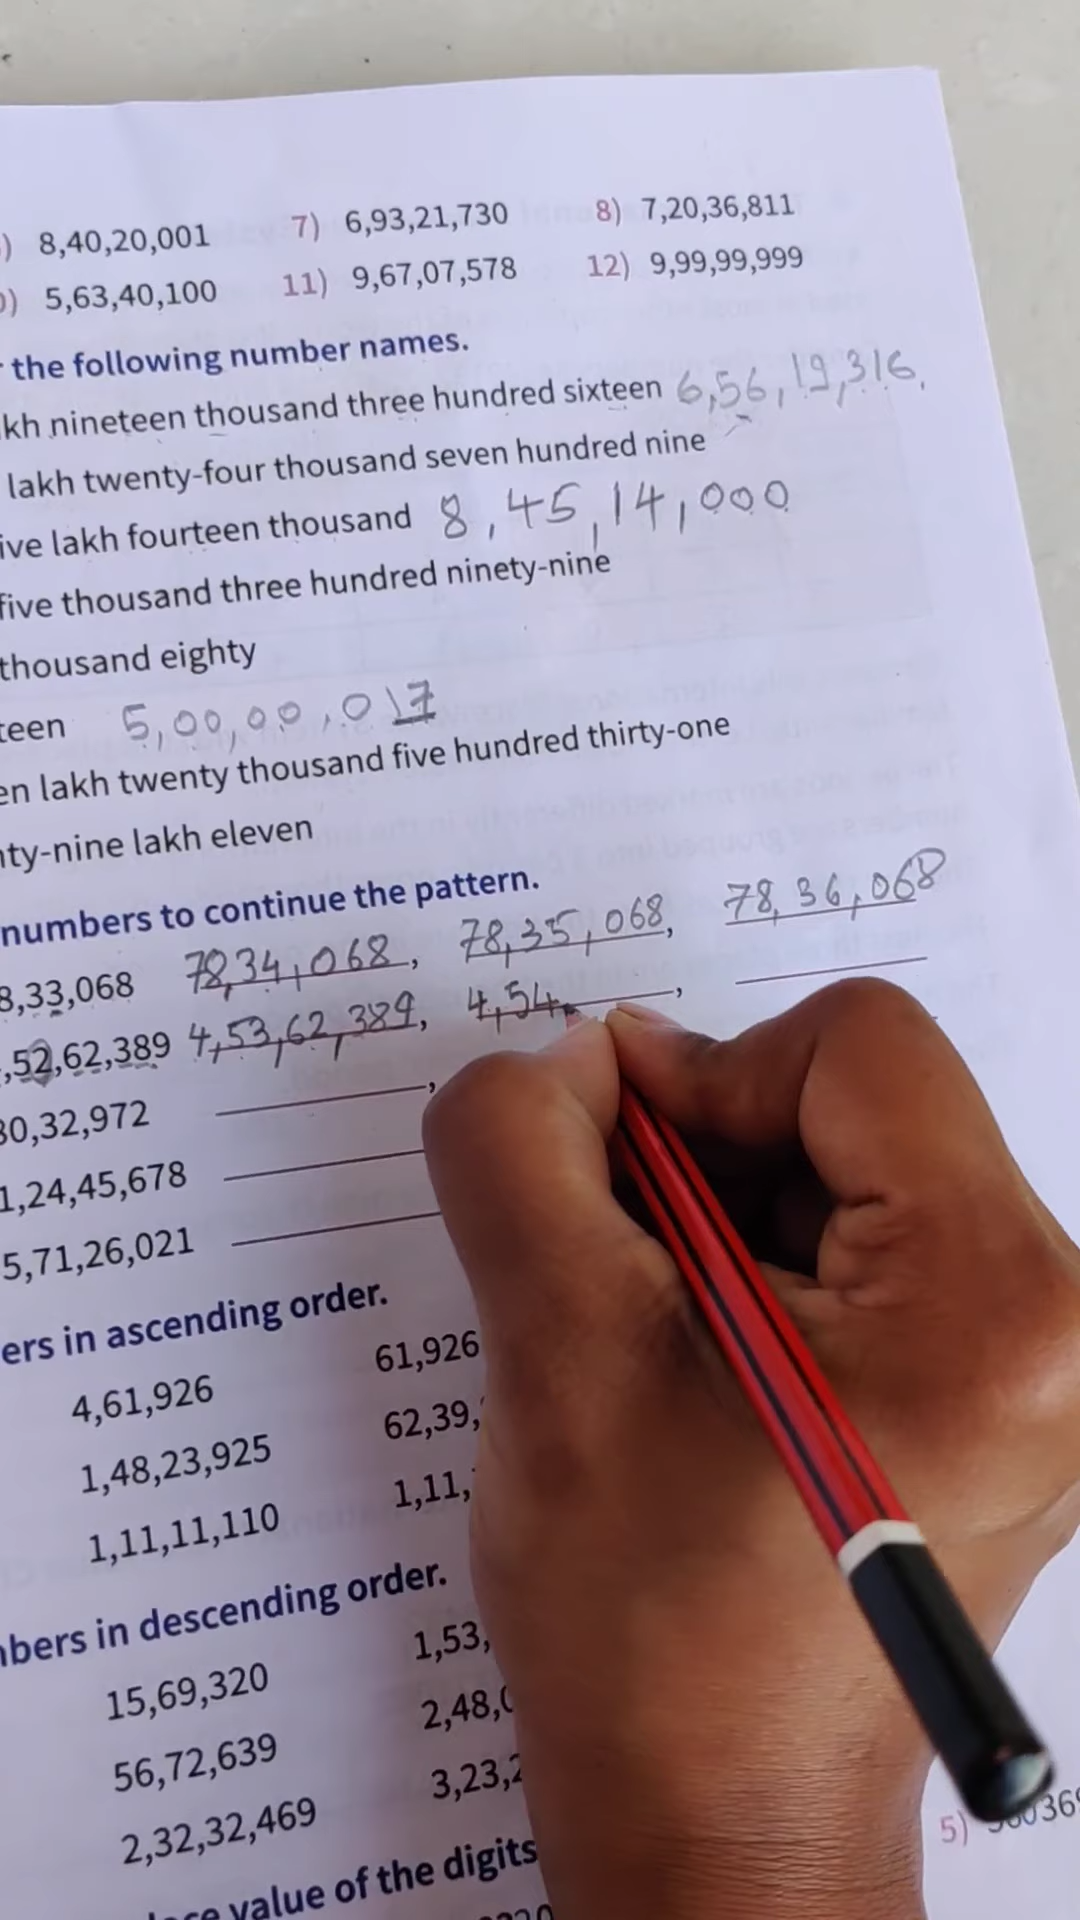 8,40,20,001 7) 6,93,21,730 8) 7,20,36,811
5,63,40,100 11) 9,67,07,578 12) 9,99,99,999
the following number names.
kh nineteen thousand three hundred sixteen 6,56,19,316.
lakh twenty-four thousand seven hundred nine
ive lakh fourteen thousand 8,45,14,000
five thousand three hundred ninety-nine
thousand eighty
teen 5,00,00,017
en lakh twenty thousand five hundred thirty-one
nty-nine lakh eleven
numbers to continue the pattern.
8,33,068 78,34,068, 78,35,068, 78,36,068
,52,62,389 4,53,62,389, 4,54,
30,32,972
1,24,45,678
5,71,26,021
ers in ascending order.
4,61,926 61,926
1,48,23,925 62,39,
1,11,11,110 1,11,
bers in descending order.
15,69,320 1,53,
56,72,639 2,48,
2,32,32,469 3,23,2
value of the digits
5)